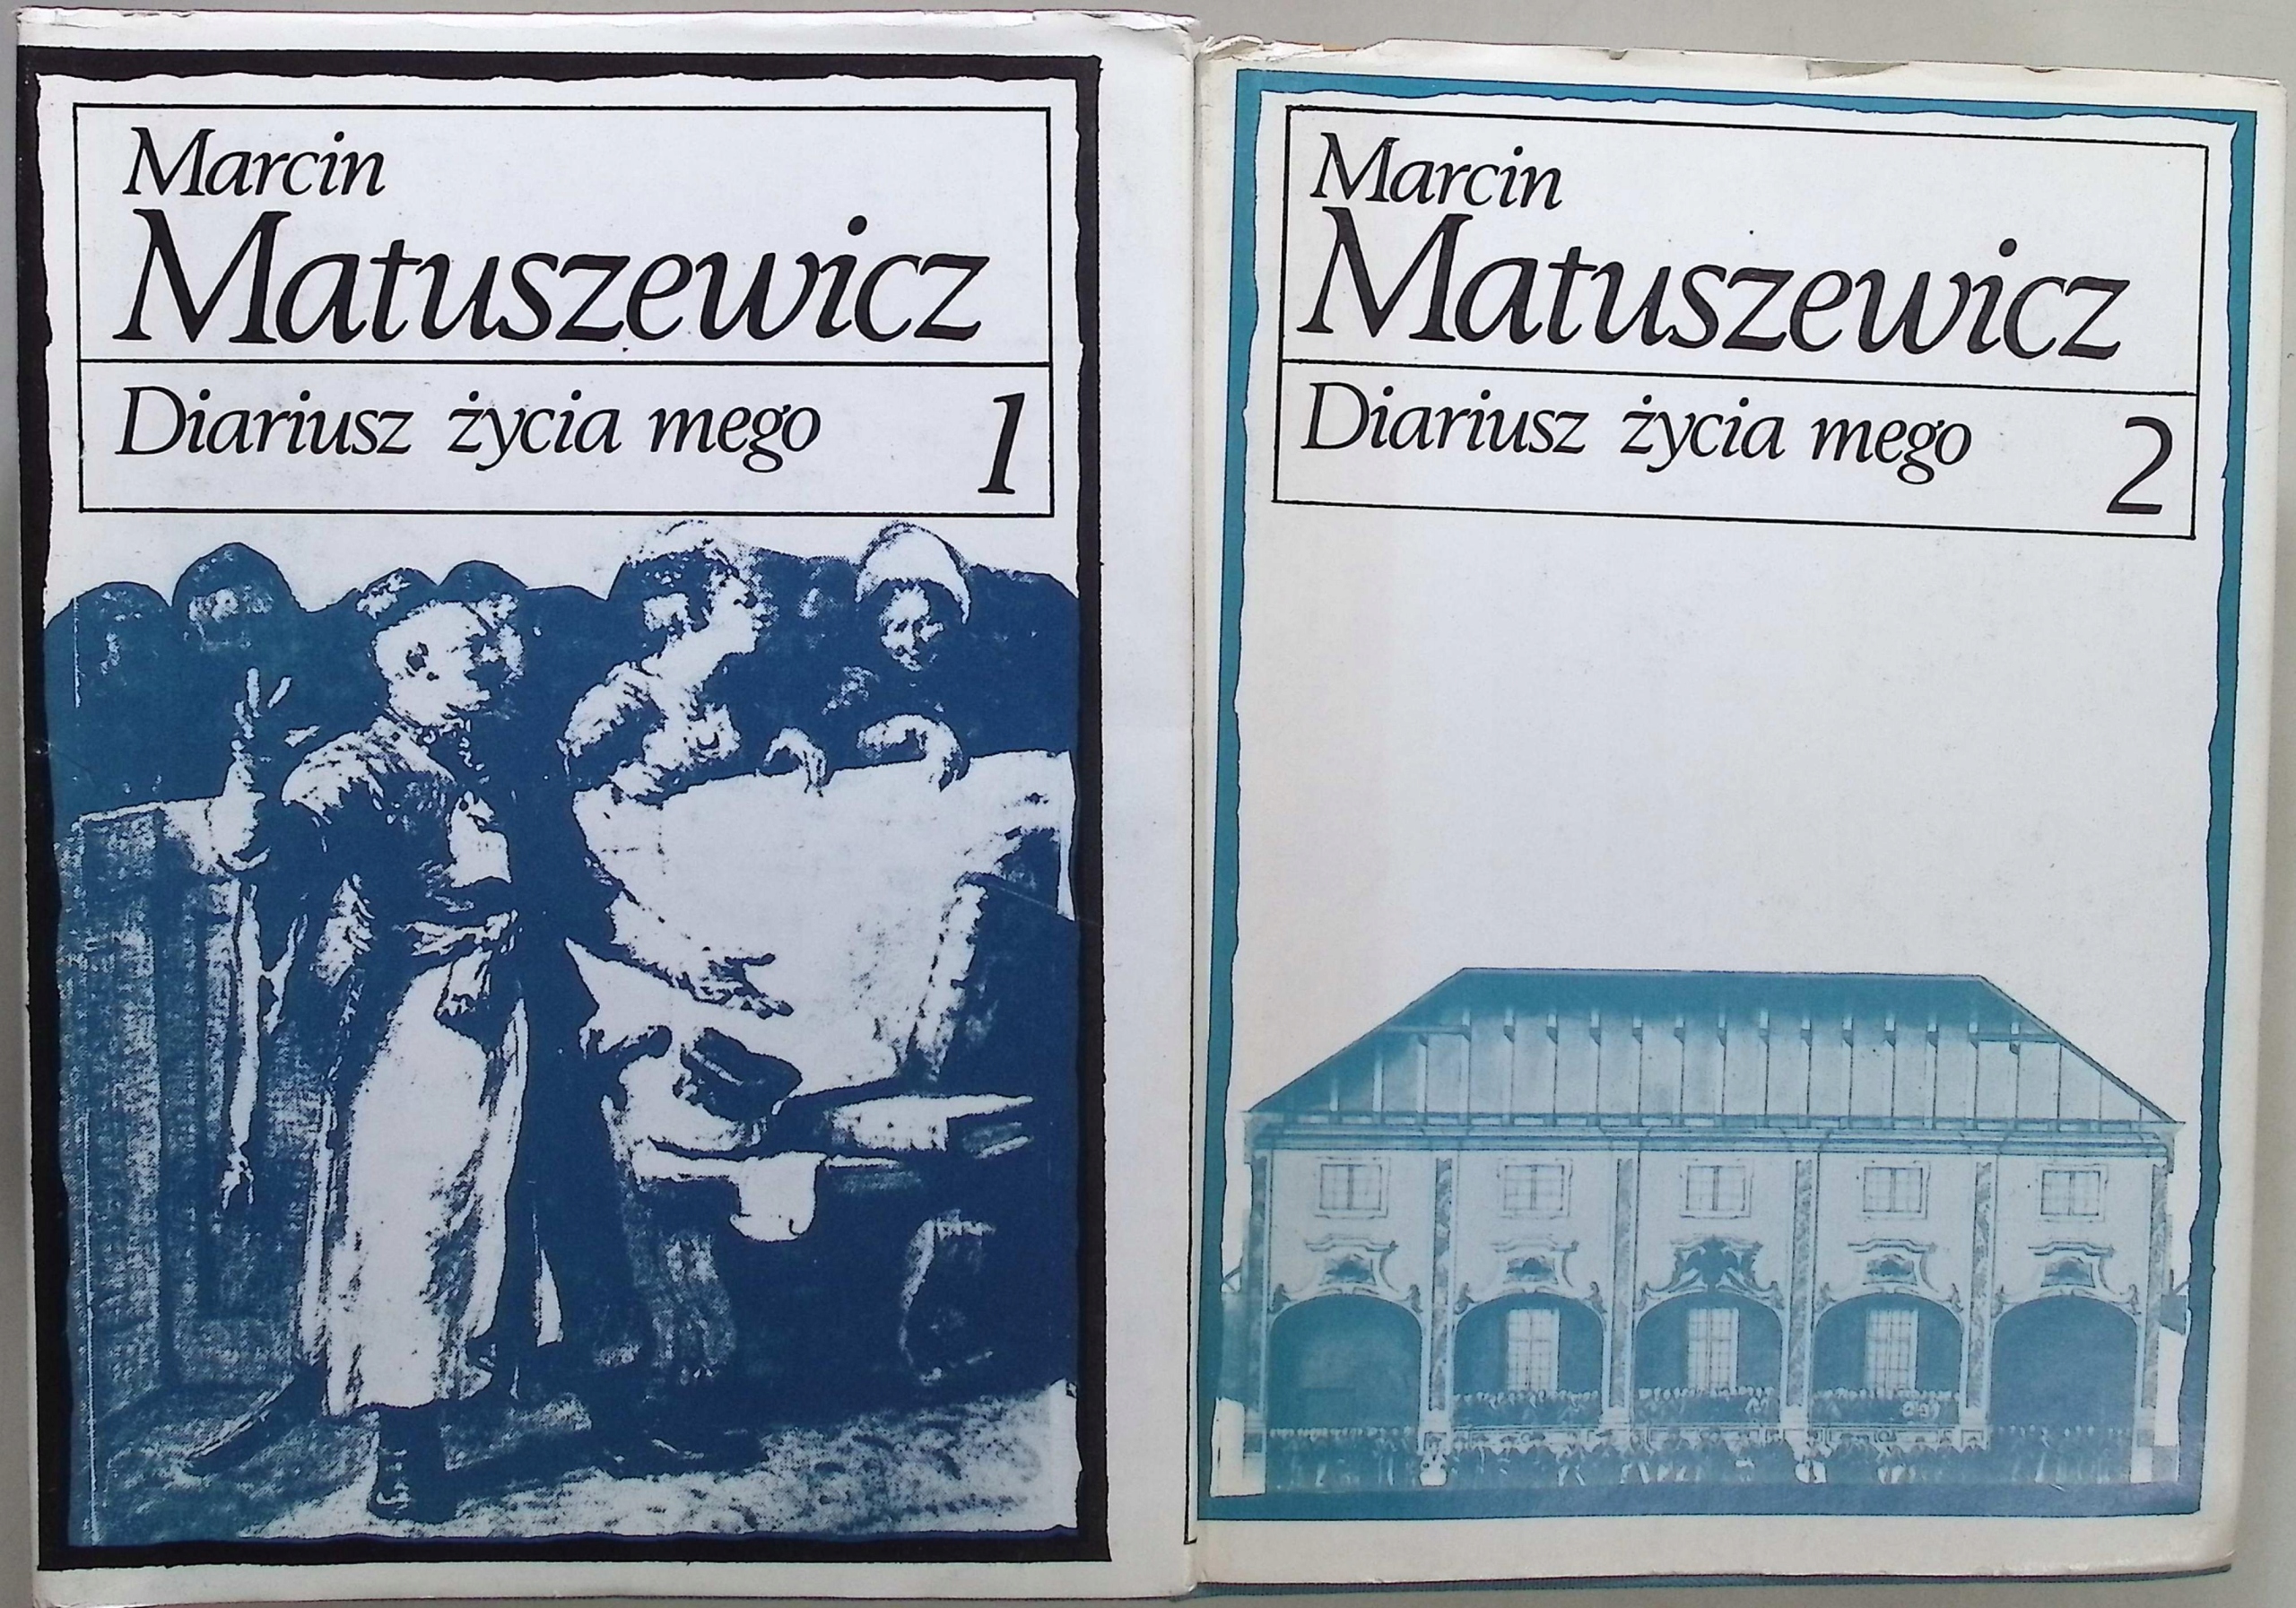 Marcin
Matuszewicz
Diariusz życia mego 1
Marcin
Matuszewicz
Diariusz życia mego 2